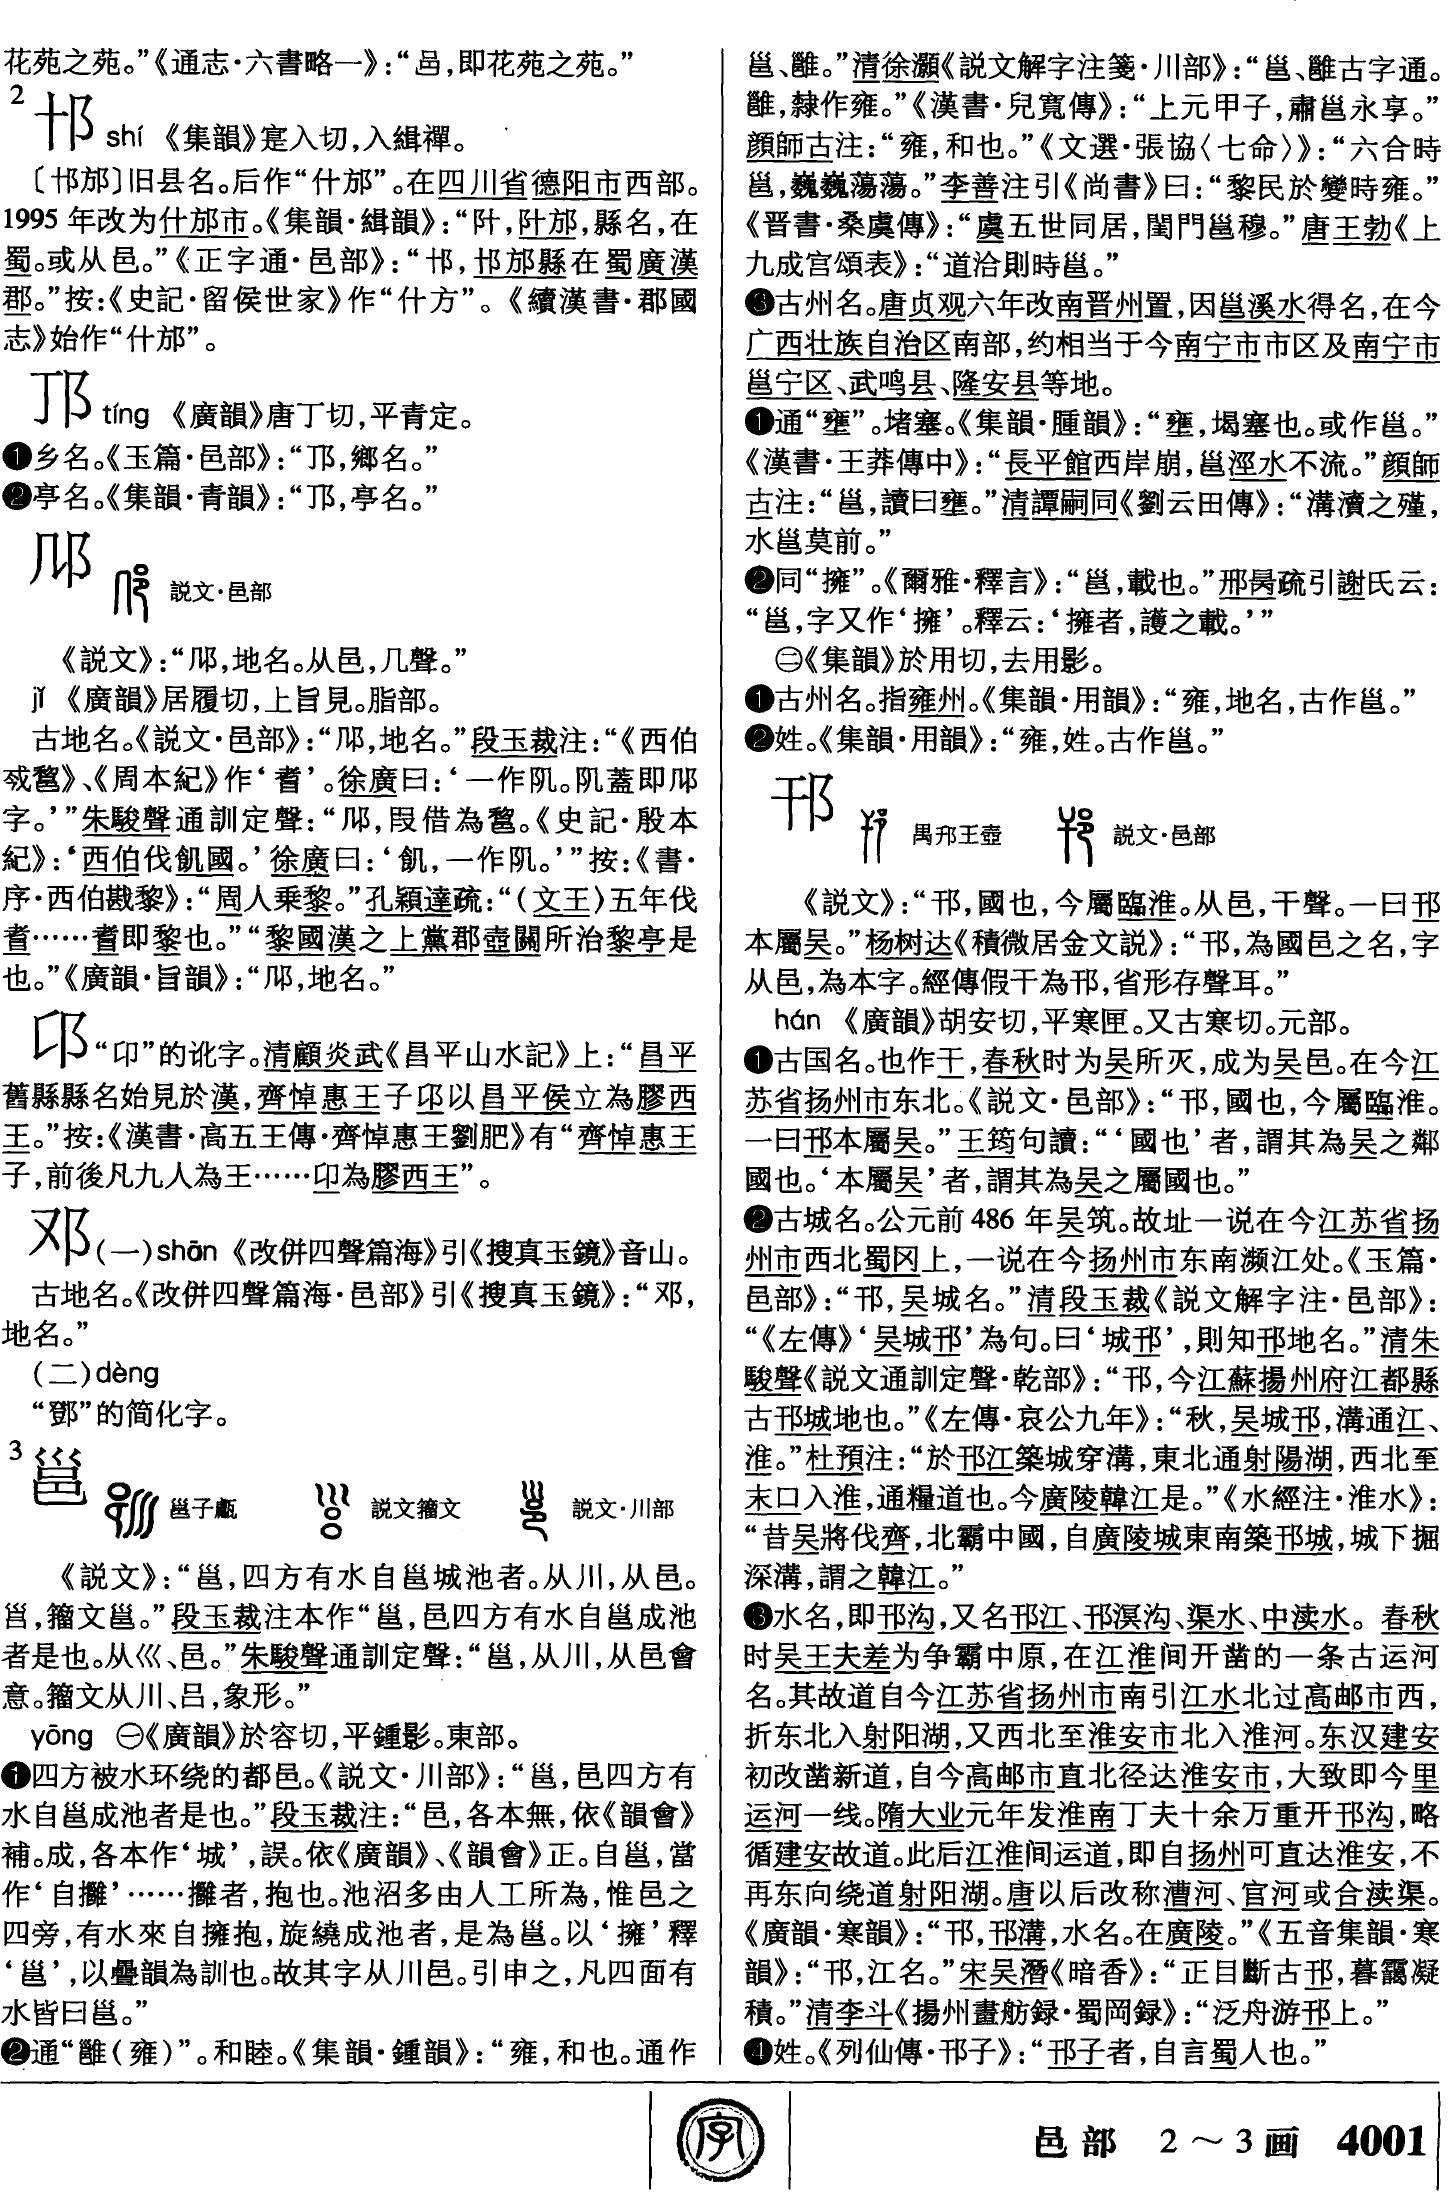 花苑之苑。”《通志·六書略一》：“邑，即花苑之苑。”
2
shí 《集韻》寔入切，入緝禪。
〔𨙻邡〕旧县名。后作“什邡”。在四川省德阳市西部。
1995年改为什邡市。《集韻·緝韻》：“阩，阩邡，縣名，在
蜀。或从邑。”《正字通·邑部》：“𨙻，𨙻邡縣在蜀廣漢
郡。”按：《史記·留侯世家》作“什方”。《續漢書·郡國
志》始作“什邡”。
邒 tíng 《廣韻》唐丁切，平青定。
❶乡名。《玉篇·邑部》：“邒，鄉名。”
❷亭名。《集韻·青韻》：“邒，亭名。”
𨙫
説文·邑部
《説文》：“𨙫，地名。从邑，几聲。”
jǐ 《廣韻》居履切，上旨見。脂部。
古地名。《説文·邑部》：“𨙫，地名。”段玉裁注：“《西伯
戏𨛫》、《周本紀》作‘耆’。徐廣曰：‘一作阢。阢蓋即𨙫
字。’”朱駿聲通訓定聲：“𨙫，叚借為𨛫。《史記·殷本
紀》：‘西伯伐飢國。’徐廣曰：‘飢，一作阢。’”按：《書·
序·西伯戡黎》：“周人乘黎。”孔穎達疏：“（文王）五年伐
耆……耆即黎也。”“黎國漢之上黨郡壺關所治黎亭是
也。”《廣韻·旨韻》：“𨙫，地名。”
“卬”的讹字。清顧炎武《昌平山水記》上：“昌平
舊縣縣名始見於漢，齊悼惠王子卭以昌平侯立為膠西
王。”按：《漢書·高五王傳·齊悼惠王劉肥》有“齊悼惠王
子，前後凡九人為王……卬為膠西王”。
邓（一）shān 《改併四聲篇海》引《搜真玉鏡》音山。
古地名。《改併四聲篇海·邑部》引《搜真玉鏡》：“邓，
地名。”
（二）dèng
“鄧”的简化字。
3
邕 邕子甗 説文籀文 説文·川部
《説文》：“邕，四方有水自邕城池者。从川，从邑。
𡿷，籀文邕。”段玉裁注本作“邕，邑四方有水自邕成池
者是也。从巛、邑。”朱駿聲通訓定聲：“邕，从川，从邑會
意。籀文从川、吕，象形。”
yōng ㊀《廣韻》於容切，平鍾影。東部。
❶四方被水环绕的都邑。《説文·川部》：“邕，邑四方有
水自邕成池者是也。”段玉裁注：“邑，各本無，依《韻會》
補。成，各本作‘城’，誤。依《廣韻》、《韻會》正。自邕，當
作‘自擁’……擁者，抱也。池沼多由人工所為，惟邑之
四旁，有水來自擁抱，旋繞成池者，是為邕。以‘擁’釋
‘邕’，以疊韻為訓也。故其字从川邑。引申之，凡四面有
水皆曰邕。”
❷通“雝（雍）”。和睦。《集韻·鍾韻》：“雍，和也。通作
邕、雝。”清徐灝《説文解字注箋·川部》：“邕、雝古字通。
雝，隸作雍。”《漢書·兒寬傳》：“上元甲子，肅邕永享。”
顔師古注：“雍，和也。”《文選·張協〈七命〉》：“六合時
邕，巍巍蕩蕩。”李善注引《尚書》曰：“黎民於變時雍。”
《晋書·桑虞傳》：“虞五世同居，閨門邕穆。”唐王勃《上
九成宫頌表》：“道洽則時邕。”
❸古州名。唐贞观六年改南晋州置，因邕溪水得名，在今
广西壮族自治区南部，约相当于今南宁市市区及南宁市
邕宁区、武鸣县、隆安县等地。
❶通“壅”。堵塞。《集韻·腫韻》：“壅，堨塞也。或作邕。”
《漢書·王莽傳中》：“長平館西岸崩，邕涇水不流。”顔師
古注：“邕，讀曰壅。”清譚嗣同《劉云田傳》：“溝瀆之殣，
水邕莫前。”
❷同“擁”。《爾雅·釋言》：“邕，載也。”邢昺疏引謝氏云：
“邕，字又作‘擁’。釋云：‘擁者，護之載。’”
㊂《集韻》於用切，去用影。
❶古州名。指雍州。《集韻·用韻》：“雍，地名，古作邕。”
❷姓。《集韻·用韻》：“雍，姓。古作邕。”
邗 禺邗王壺 説文·邑部
《説文》：“邗，國也，今屬臨淮。从邑，干聲。一曰邗
本屬吴。”杨树达《積微居金文説》：“邗，為國邑之名，字
从邑，為本字。經傳假干為邗，省形存聲耳。”
hán 《廣韻》胡安切，平寒匣。又古寒切。元部。
❶古国名。也作干，春秋时为吴所灭，成为吴邑。在今江
苏省扬州市东北。《説文·邑部》：“邗，國也，今屬臨淮。
一曰邗本屬吴。”王筠句讀：“‘國也’者，謂其為吴之鄰
國也。‘本屬吴’者，謂其為吴之屬國也。”
❷古城名。公元前486年吴筑。故址一说在今江苏省扬
州市西北蜀冈上，一说在今扬州市东南濒江处。《玉篇·
邑部》：“邗，吴城名。”清段玉裁《説文解字注·邑部》：
“《左傳》‘吴城邗’為句。曰‘城邗’，則知邗地名。”清朱
駿聲《説文通訓定聲·乾部》：“邗，今江蘇揚州府江都縣
古邗城地也。”《左傳·哀公九年》：“秋，吴城邗，溝通江、
淮。”杜預注：“於邗江築城穿溝，東北通射陽湖，西北至
末口入淮，通糧道也。今廣陵韓江是。”《水經注·淮水》：
“昔吴將伐齊，北霸中國，自廣陵城東南築邗城，城下掘
深溝，謂之韓江。”
❸水名，即邗沟，又名邗江、邗溟沟、渠水、中渎水。春秋
时吴王夫差为争霸中原，在江淮间开凿的一条古运河
名。其故道自今江苏省扬州市南引江水北过高邮市西，
折东北入射阳湖，又西北至淮安市北入淮河。东汉建安
初改凿新道，自今高邮市直北径达淮安市，大致即今里
运河一线。隋大业元年发淮南丁夫十余万重开邗沟，略
循建安故道。此后江淮间运道，即自扬州可直达淮安，不
再东向绕道射阳湖。唐以后改称漕河、官河或合渎渠。
《廣韻·寒韻》：“邗，邗溝，水名。在廣陵。”《五音集韻·寒
韻》：“邗，江名。”宋吴潛《暗香》：“正目斷古邗，暮靄凝
積。”清李斗《揚州畫舫録·蜀岡録》：“泛舟游邗上。”
❹姓。《列仙傳·邗子》：“邗子者，自言蜀人也。”
字
邑部 2～3画 4001